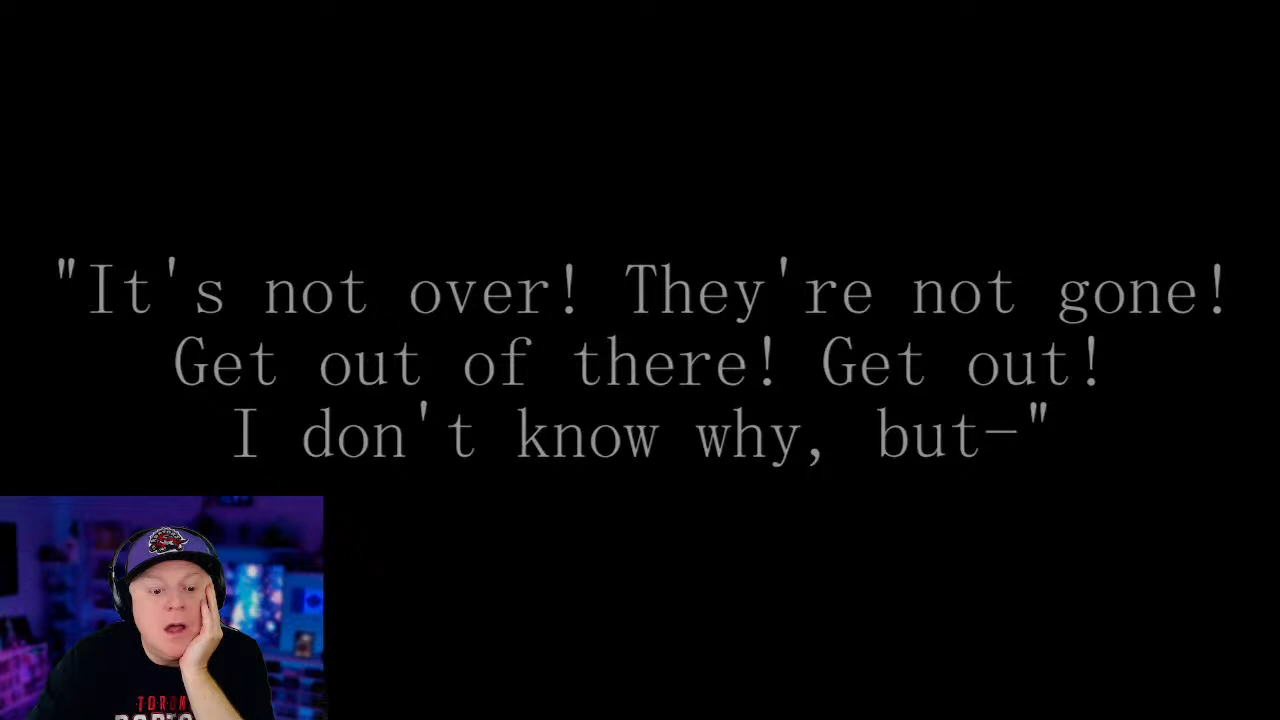 "It's not over! They're not gone!
Get out of there! Get out!
I don't know why, but-"